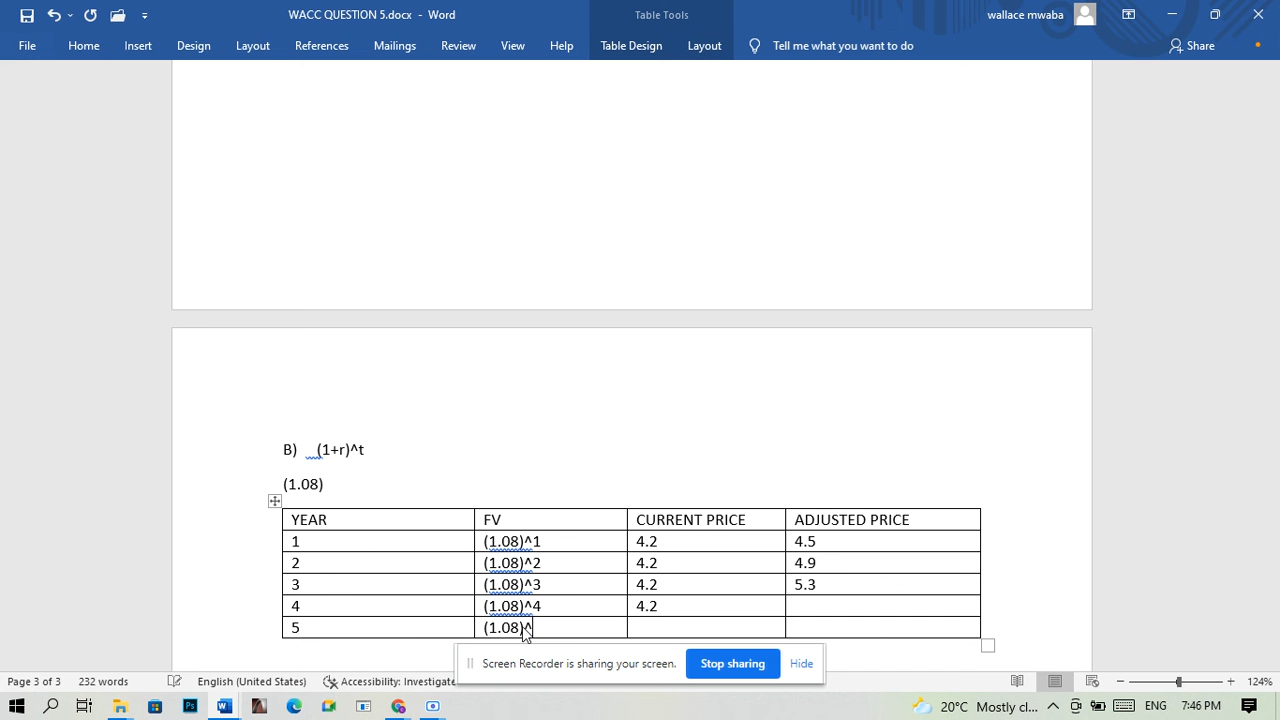 WACC QUESTION 5.docx - Word
Table Tools
wallace mwaba
File Home Insert Design Layout References Mailings Review View Help Table Design Layout Tell me what you want to do Share
B) (1+r)^t
(1.08)
YEAR FV CURRENT PRICE ADJUSTED PRICE
1 (1.08)^1 4.2 4.5
2 (1.08)^2 4.2 4.9
3 (1.08)^3 4.2 5.3
4 (1.08)^4 4.2
5 (1.08)^
Screen Recorder is sharing your screen. Stop sharing Hide
Page 3 of 3 232 words English (United States) Accessibility: Investigate 124%
20°C Mostly cl... ENG 7:46 PM